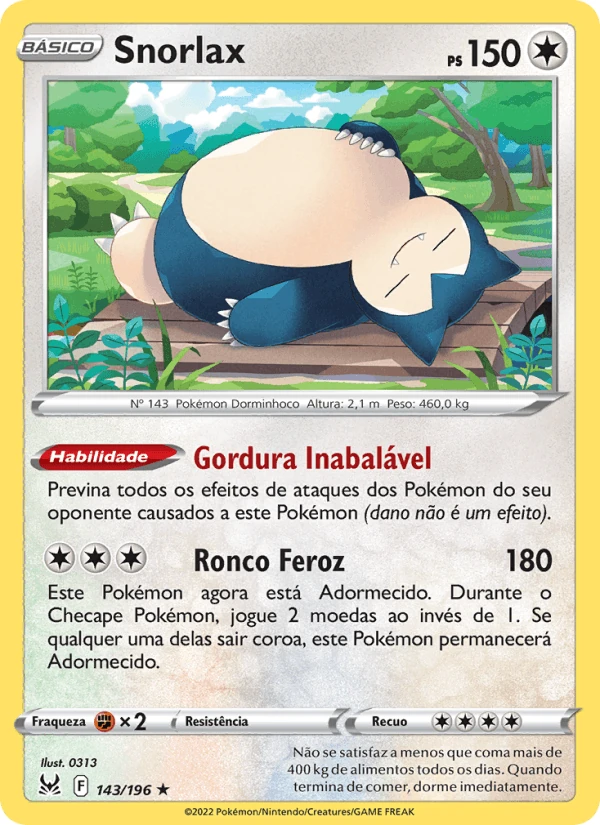 BÁSICO Snorlax PS 150
Nº 143 Pokémon Dorminhoco Altura: 2,1 m Peso: 460,0 kg
Habilidade Gordura Inabalável
Previna todos os efeitos de ataques dos Pokémon do seu
oponente causados a este Pokémon (dano não é um efeito).
Ronco Feroz 180
Este Pokémon agora está Adormecido. Durante o
Checape Pokémon, jogue 2 moedas ao invés de 1. Se
qualquer uma delas sair coroa, este Pokémon permanecerá
Adormecido.
Fraqueza ×2 Resistência Recuo
Ilust. 0313
F 143/196 ★
Não se satisfaz a menos que coma mais de
400 kg de alimentos todos os dias. Quando
termina de comer, dorme imediatamente.
©2022 Pokémon/Nintendo/Creatures/GAME FREAK